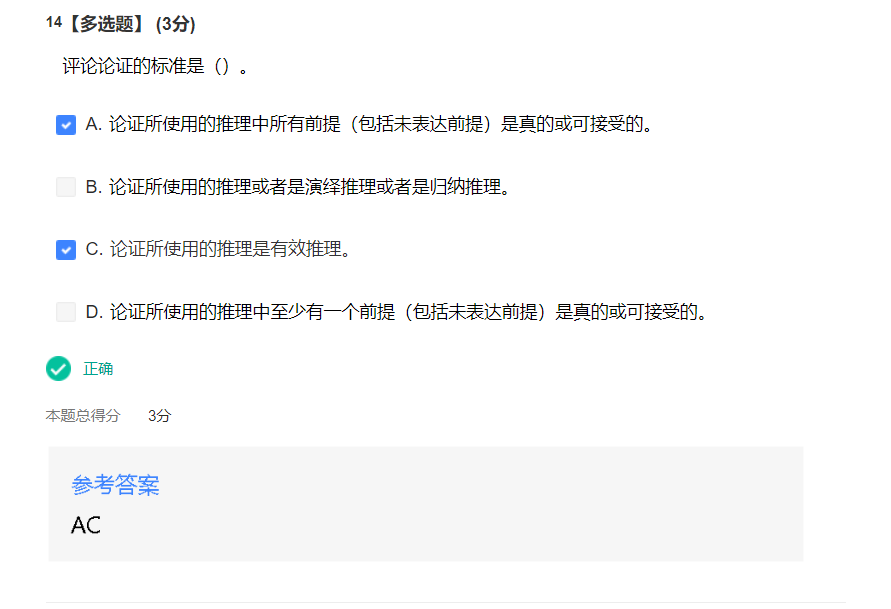 14【多选题】 (3分)
评论论证的标准是（）。
A. 论证所使用的推理中所有前提（包括未表达前提）是真的或可接受的。
B. 论证所使用的推理或者是演绎推理或者是归纳推理。
C. 论证所使用的推理是有效推理。
D. 论证所使用的推理中至少有一个前提（包括未表达前提）是真的或可接受的。
正确
本题总得分 3分
参考答案
AC